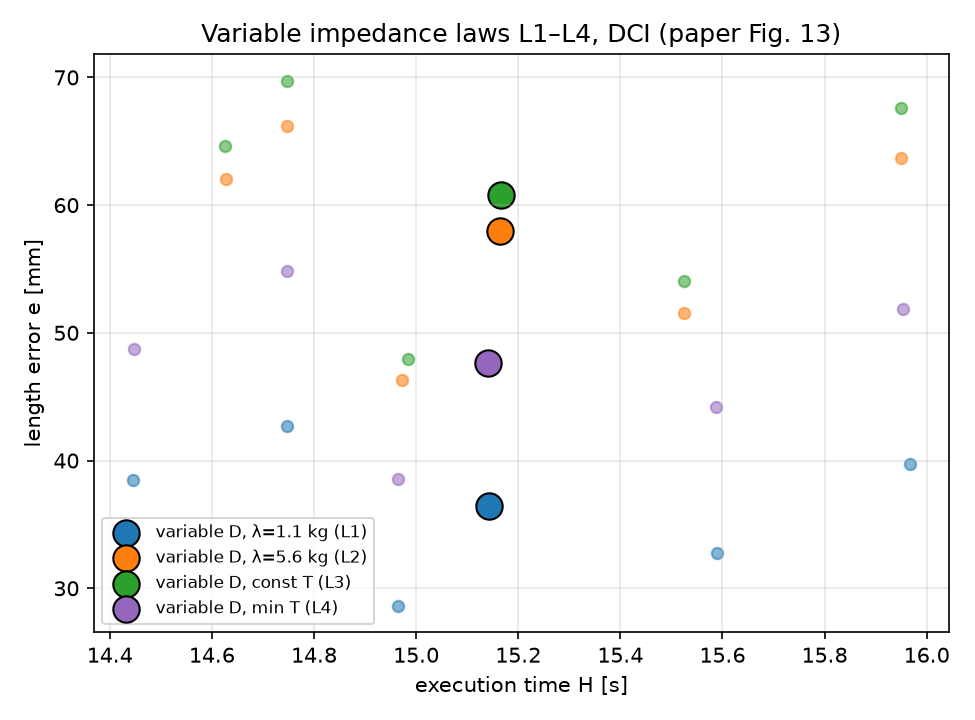 Variable impedance laws L1–L4, DCI (paper Fig. 13)
70
60
50
40
30
length error e [mm]
variable D, λ=1.1 kg (L1)
variable D, λ=5.6 kg (L2)
variable D, const T (L3)
variable D, min T (L4)
14.4 14.6 14.8 15.0 15.2 15.4 15.6 15.8 16.0
execution time H [s]